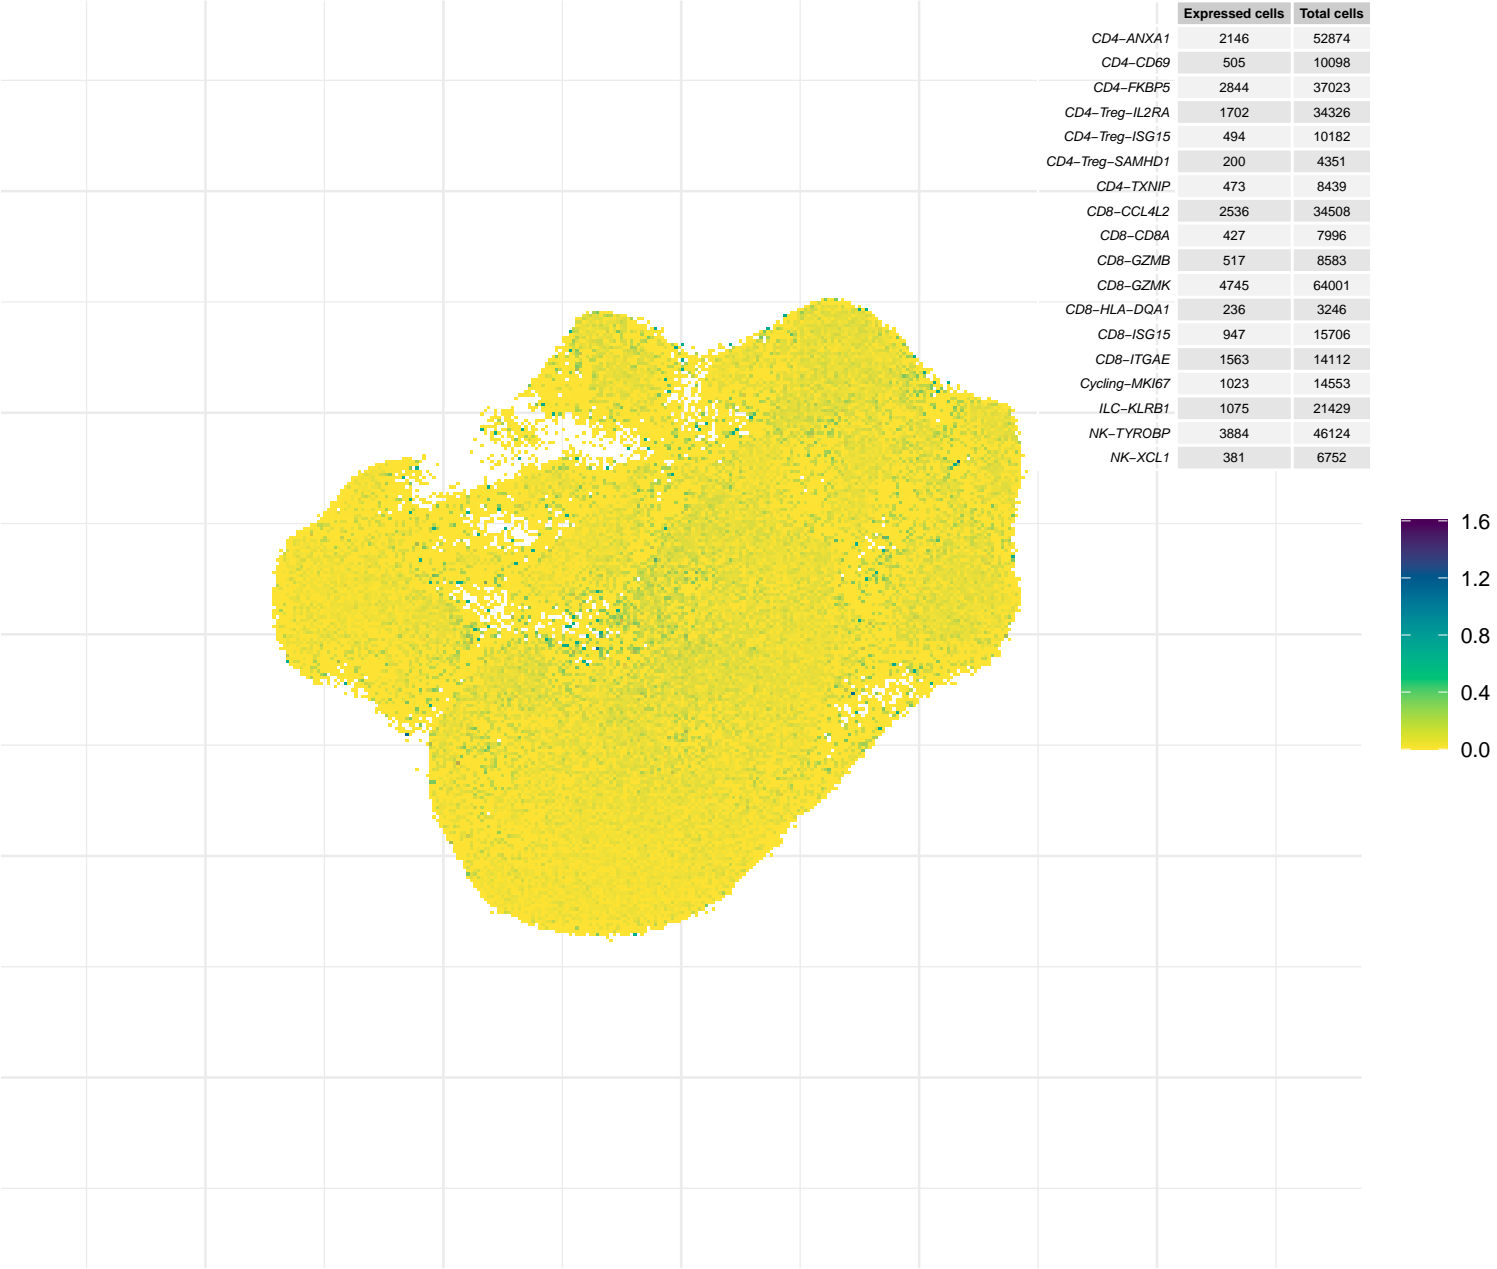 Expressed cells Total cells
CD4−ANXA1 2146 52874
CD4−CD69 505 10098
CD4−FKBP5 2844 37023
CD4−Treg−IL2RA 1702 34326
CD4−Treg−ISG15 494 10182
CD4−Treg−SAMHD1 200 4351
CD4−TXNIP 473 8439
CD8−CCL4L2 2536 34508
CD8−CD8A 427 7996
CD8−GZMB 517 8583
CD8−GZMK 4745 64001
CD8−HLA−DQA1 236 3246
CD8−ISG15 947 15706
CD8−ITGAE 1563 14112
Cycling−MKI67 1023 14553
ILC−KLRB1 1075 21429
NK−TYROBP 3884 46124
NK−XCL1 381 6752
1.6
1.2
0.8
0.4
0.0